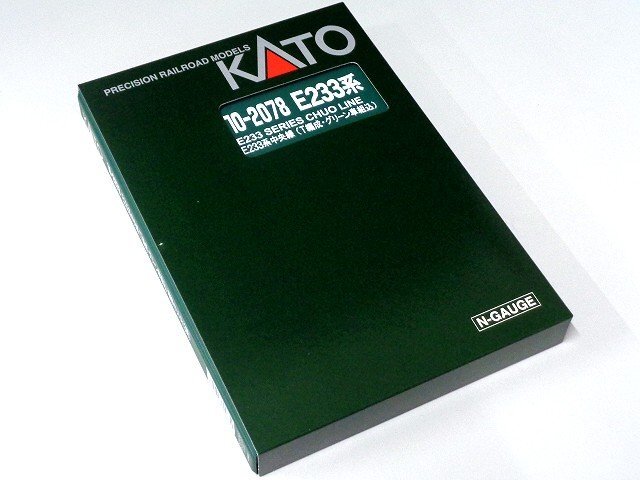 PRECISION RAILROAD MODELS
KATO
10-2078 E233系
E233 SERIES CHUO LINE
E233系中央線（T編成・グリーン車組込）
N-GAUGE